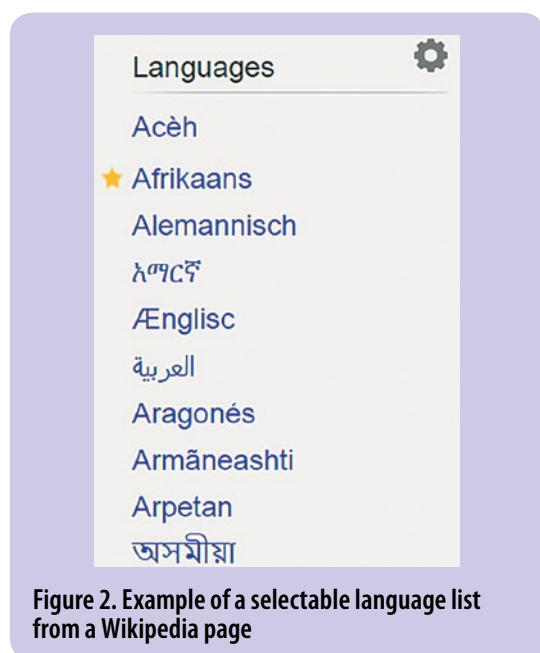 Languages
Acèh
Afrikaans
Alemannisch
አማርኛ
Ænglisc
العربية
Aragonés
Armãneashti
Arpetan
অসমীয়া
Figure 2. Example of a selectable language list
from a Wikipedia page